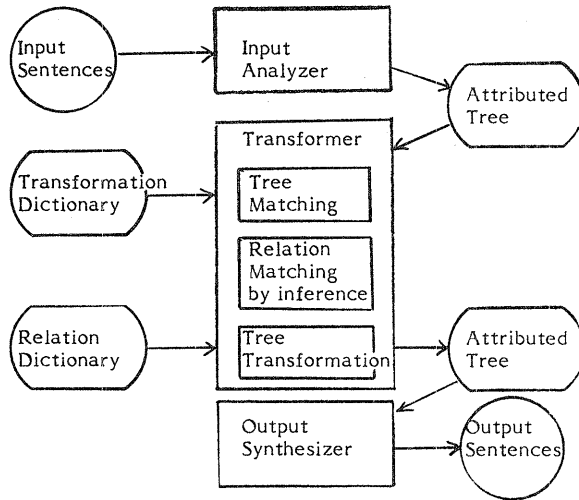 Input
Sentences
Input
Analyzer
Attributed
Tree
Transformer
Transformation
Dictionary
Tree
Matching
Relation
Matching
by inference
Relation
Dictionary
Tree
Transformation
Attributed
Tree
Output
Synthesizer
Output
Sentences